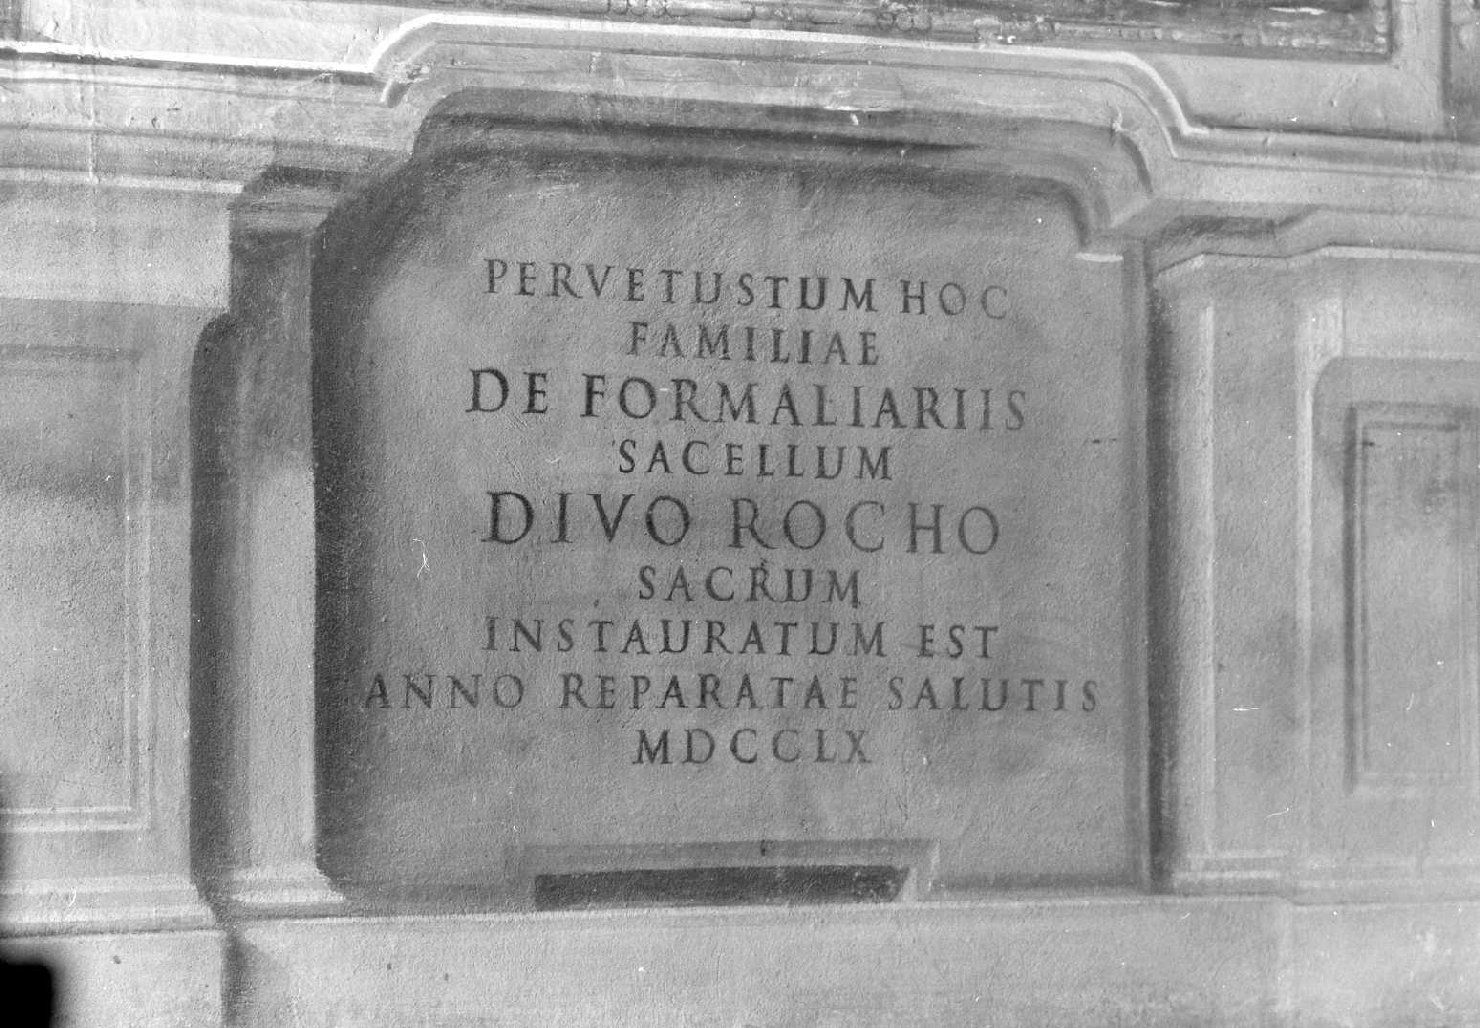 PERVETUSTUM HOC
FAMILIAE
DE FORMALIARIIS
SACELLUM
DIVO ROCHO
SACRUM
INSTAURATUM EST
ANNO REPARATAE SALUTIS
MDCCLX